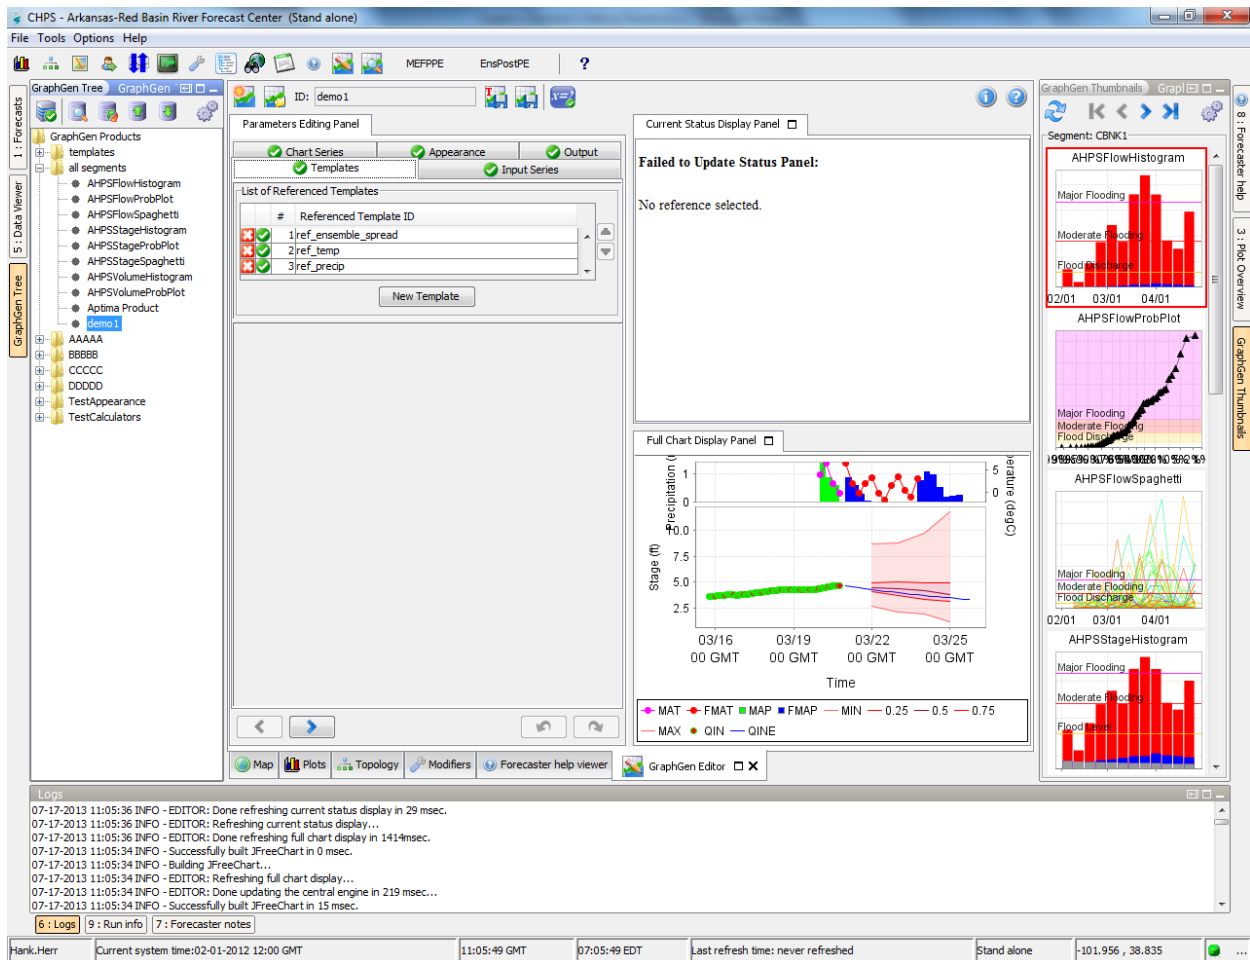 CHPS - Arkansas-Red Basin River Forecast Center (Stand alone)
File Tools Options Help
MEFPPE EnsPostPE ?
1 : Forecasts
5 : Data Viewer
GraphGen Tree
GraphGen Tree GraphGen
GraphGen Products
templates
all segments
AHPSFlowHistogram
AHPSFlowProbPlot
AHPSFlowSpaghetti
AHPSStageHistogram
AHPSStageProbPlot
AHPSStageSpaghetti
AHPSVolumeHistogram
AHPSVolumeProbPlot
Aptima Product
demo1
AAAAA
BBBBB
CCCCC
DDDDD
TestAppearance
TestCalculators
ID: demo1
Parameters Editing Panel
Chart Series Appearance Output
Templates Input Series
List of Referenced Templates
# Referenced Template ID
1 ref_ensemble_spread
2 ref_temp
3 ref_precip
New Template
Current Status Display Panel
Failed to Update Status Panel:
No reference selected.
Full Chart Display Panel
1
0
5
0
Temperature (degC)
10.0
7.5
5.0
2.5
Stage (ft)
03/16 03/19 03/22 03/25
00 GMT 00 GMT 00 GMT 00 GMT
Time
MAT FMAT MAP FMAP MIN 0.25 0.5 0.75
MAX QIN QINE
Map Plots Topology Modifiers Forecaster help viewer GraphGen Editor
GraphGen Thumbnails Grap
Segment: CBNK1
AHPSFlowHistogram
Major Flooding
Moderate Flooding
Flood Discharge
02/01 03/01 04/01
AHPSFlowProbPlot
Major Flooding
Moderate Flooding
Flood Discharge
AHPSFlowSpaghetti
Major Flooding
Moderate Flooding
Flood Discharge
02/01 03/01 04/01
AHPSStageHistogram
Major Flooding
Moderate Flooding
Flood Level
8 : Forecaster help
3 : Plot Overview
GraphGen Thumbnails
Logs
07-17-2013 11:05:36 INFO - EDITOR: Done refreshing current status display in 29 msec.
07-17-2013 11:05:36 INFO - EDITOR: Refreshing current status display...
07-17-2013 11:05:36 INFO - EDITOR: Done refreshing full chart display in 1414msec.
07-17-2013 11:05:34 INFO - Successfully built JFreeChart in 0 msec.
07-17-2013 11:05:34 INFO - Building JFreeChart...
07-17-2013 11:05:34 INFO - EDITOR: Refreshing full chart display...
07-17-2013 11:05:34 INFO - EDITOR: Done updating the central engine in 219 msec...
07-17-2013 11:05:34 INFO - Successfully built JFreeChart in 15 msec.
6 : Logs 9 : Run info 7 : Forecaster notes
Hank.Herr Current system time:02-01-2012 12:00 GMT 11:05:49 GMT 07:05:49 EDT Last refresh time: never refreshed Stand alone -101.956 , 38.835 ...